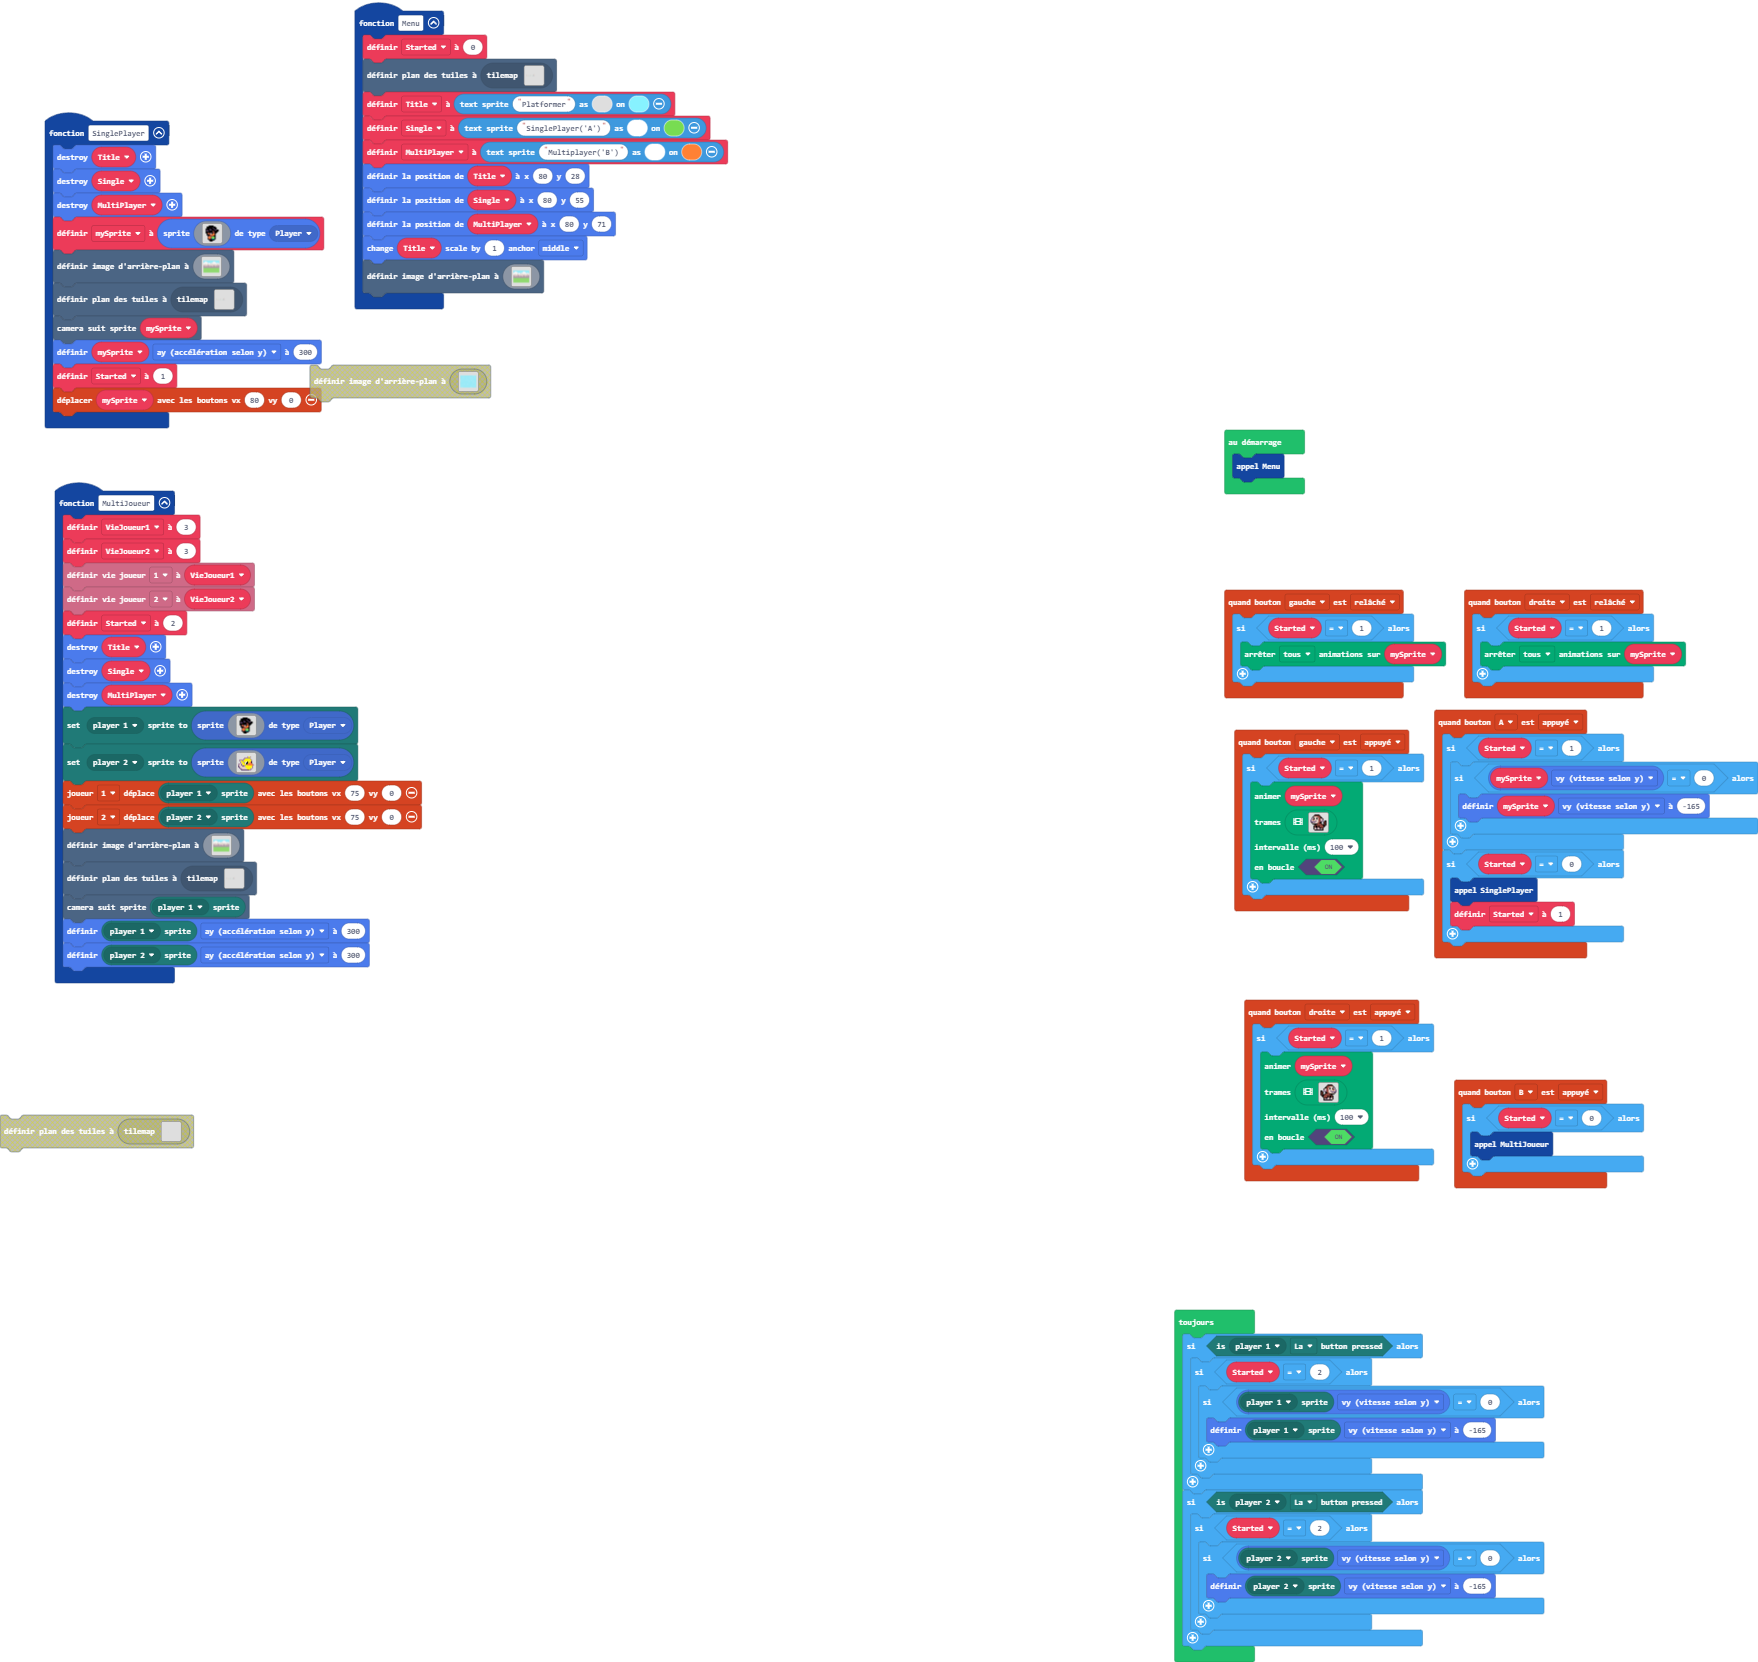 fonction Menu
définir Started à 0
définir plan des tuiles à tilemap
définir Title à text sprite "Platformer" as on
définir Single à text sprite "SinglePlayer('A')" as on
définir MultiPlayer à text sprite "Multiplayer('B')" as on
définir la position de Title à x 80 y 28
définir la position de Single à x 80 y 55
définir la position de MultiPlayer à x 80 y 71
change Title scale by 1 anchor middle
définir image d'arrière-plan à
fonction SinglePlayer
destroy Title
destroy Single
destroy MultiPlayer
définir mySprite à sprite de type Player
définir image d'arrière-plan à
définir plan des tuiles à tilemap
camera suit sprite mySprite
définir mySprite ay (accélération selon y) à 300
définir Started à 1
déplacer mySprite avec les boutons vx 80 vy 0
définir image d'arrière-plan à
fonction MultiJoueur
définir VieJoueur1 à 3
définir VieJoueur2 à 3
définir vie joueur 1 à VieJoueur1
définir vie joueur 2 à VieJoueur2
définir Started à 2
destroy Title
destroy Single
destroy MultiPlayer
set player 1 sprite to sprite de type Player
set player 2 sprite to sprite de type Player
joueur 1 déplace player 1 sprite avec les boutons vx 75 vy 0
joueur 2 déplace player 2 sprite avec les boutons vx 75 vy 0
définir image d'arrière-plan à
définir plan des tuiles à tilemap
camera suit sprite player 1 sprite
définir player 1 sprite ay (accélération selon y) à 300
définir player 2 sprite ay (accélération selon y) à 300
définir plan des tuiles à tilemap
au démarrage
appel Menu
quand bouton gauche est relâché
si Started = 1 alors
arrêter tous animations sur mySprite
quand bouton droite est relâché
si Started = 1 alors
arrêter tous animations sur mySprite
quand bouton gauche est appuyé
si Started = 1 alors
animer mySprite
trames
intervalle (ms) 100
en boucle ON
quand bouton A est appuyé
si Started = 1 alors
si mySprite vy (vitesse selon y) = 0 alors
définir mySprite vy (vitesse selon y) à -165
si Started = 0 alors
appel SinglePlayer
définir Started à 1
quand bouton droite est appuyé
si Started = 1 alors
animer mySprite
trames
intervalle (ms) 100
en boucle ON
quand bouton B est appuyé
si Started = 0 alors
appel MultiJoueur
toujours
si is player 1 La button pressed alors
si Started = 2 alors
si player 1 sprite vy (vitesse selon y) = 0 alors
définir player 1 sprite vy (vitesse selon y) à -165
si is player 2 La button pressed alors
si Started = 2 alors
si player 2 sprite vy (vitesse selon y) = 0 alors
définir player 2 sprite vy (vitesse selon y) à -165